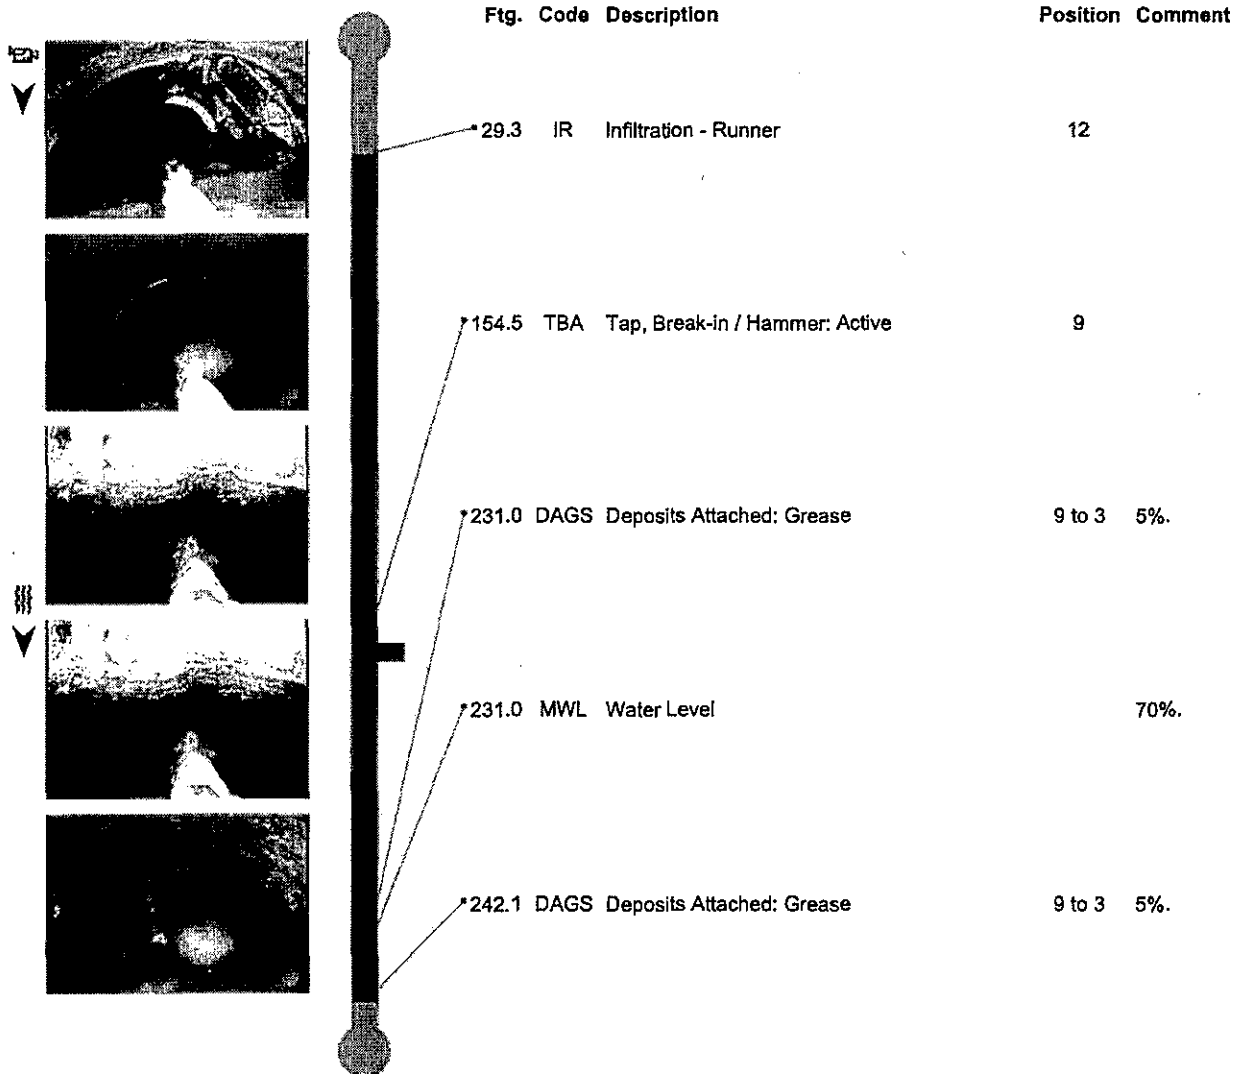 Ftg. Code Description Position Comment
29.3 IR Infiltration - Runner 12
154.5 TBA Tap, Break-in / Hammer: Active 9
231.0 DAGS Deposits Attached: Grease 9 to 3 5%.
231.0 MWL Water Level 70%.
242.1 DAGS Deposits Attached: Grease 9 to 3 5%.